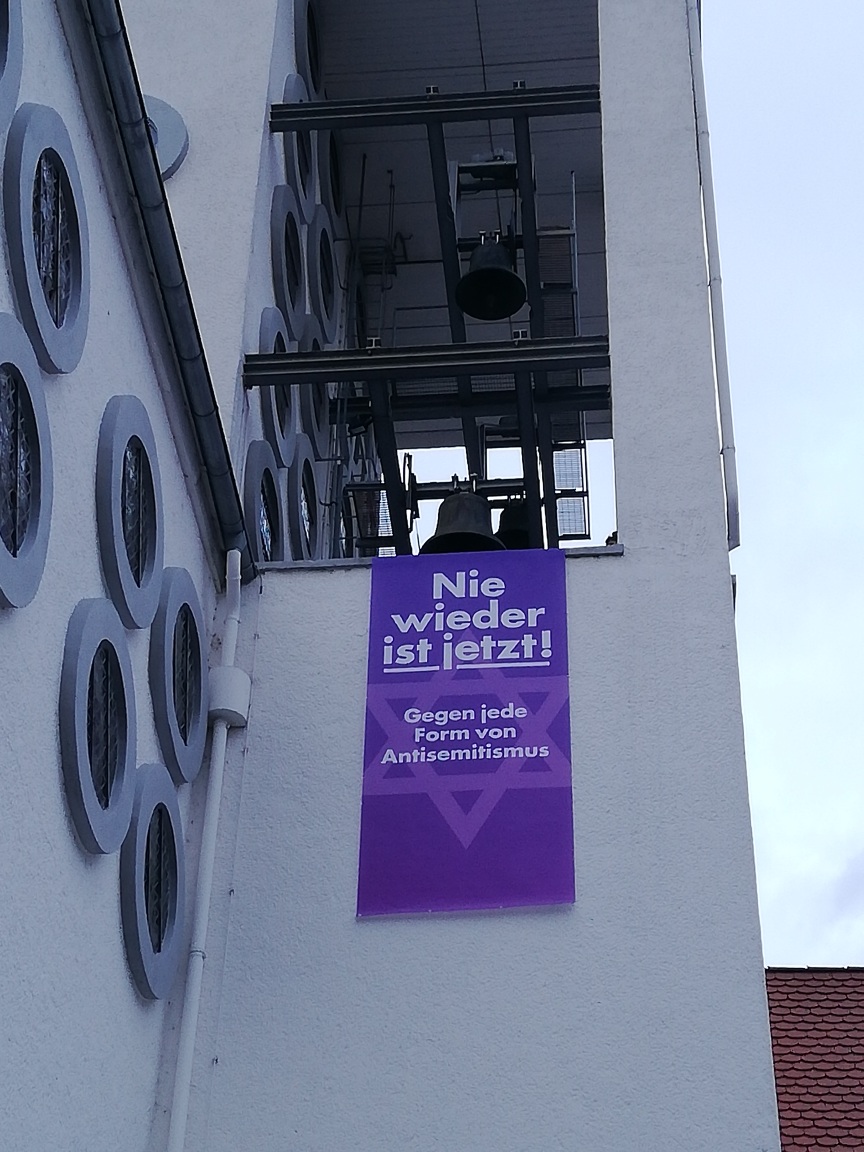 Nie
wieder
ist jetzt!
Gegen jede
Form von
Antisemitismus